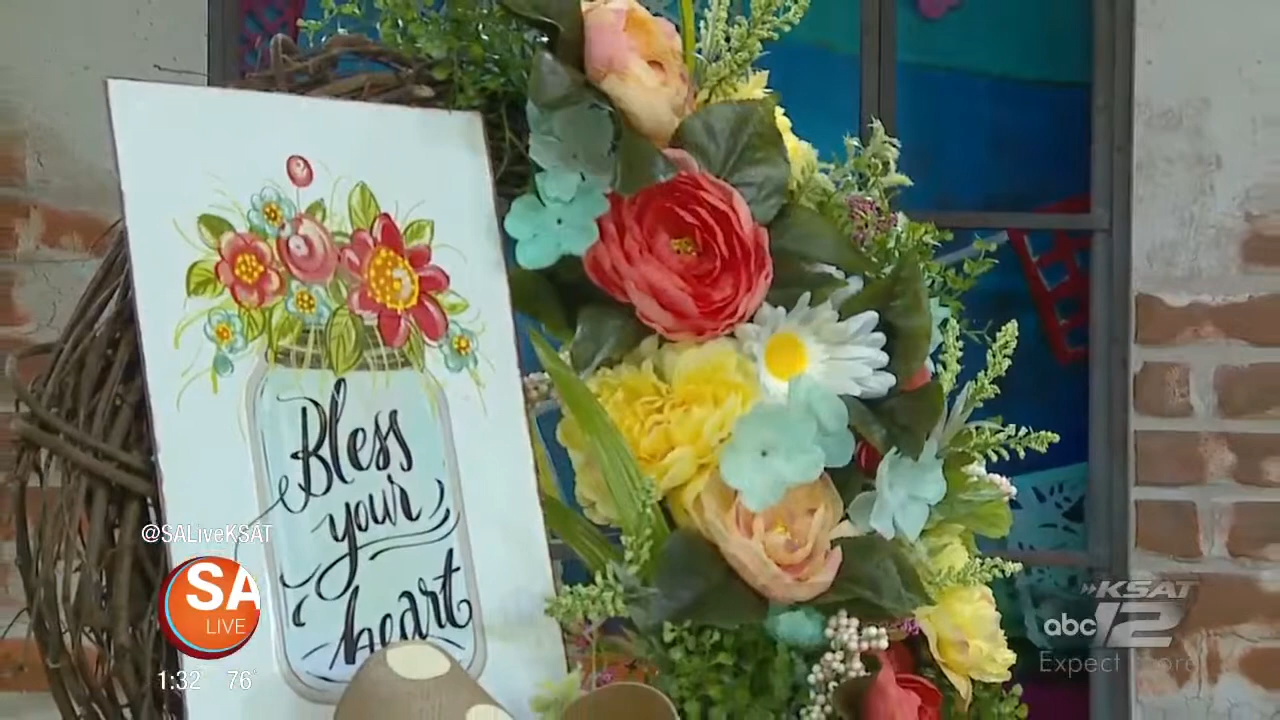 Bless
your
heart
@SALiveKSAT
SA
LIVE
1:32 76°
KSAT
abc 12
Expect More